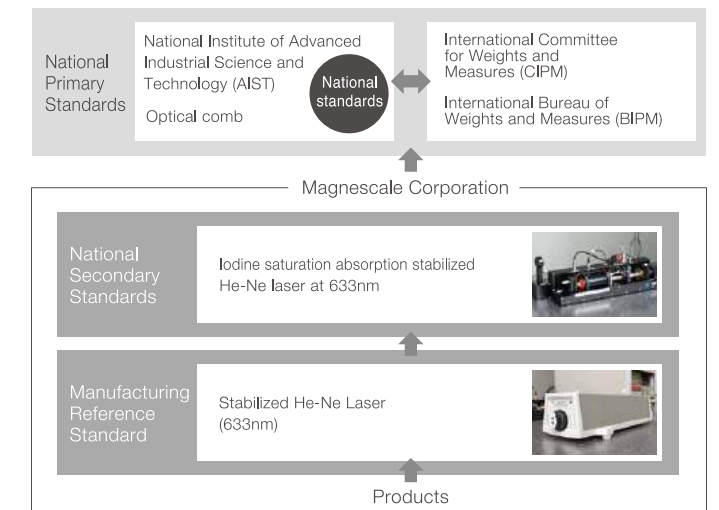 National
Primary
Standards
National Institute of Advanced
Industrial Science and
Technology (AIST)
Optical comb
National
standards
International Committee
for Weights and
Measures (CIPM)
International Bureau of
Weights and Measures (BIPM)
Magnescale Corporation
National
Secondary
Standards
Iodine saturation absorption stabilized
He-Ne laser at 633nm
Manufacturing
Reference
Standard
Stabilized He-Ne Laser
(633nm)
Products